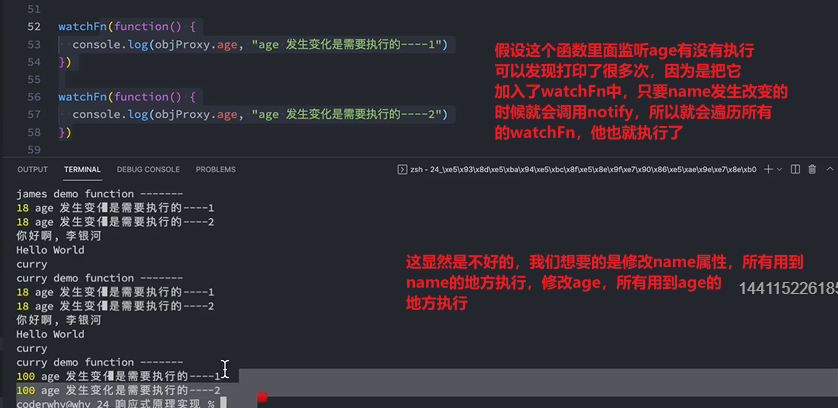 51
52 watchFn(function() {
53 console.log(objProxy.age, "age 发生变化是需要执行的----1")
54 })
55
56 watchFn(function() {
57 console.log(objProxy.age, "age 发生变化是需要执行的----2")
58 })
59
假设这个函数里面监听age有没有执行
可以发现打印了很多次，因为是把它
加入了watchFn中，只要name发生改变的
时候就会调用notify，所以就会遍历所有
的watchFn，他也就执行了
OUTPUT TERMINAL DEBUG CONSOLE PROBLEMS
zsh - 24_\xe5\x93\x8d\xe5\xba\x94\xe5\xbc\x8f\xe5\x8e\x9f\xe7\x90\x86\xe5\xae\x9e\xe7\x8e\xb0
james demo function -------
18 age 发生变化是需要执行的----1
18 age 发生变化是需要执行的----2
你好啊, 李银河
Hello World
curry
curry demo function -------
18 age 发生变化是需要执行的----1
18 age 发生变化是需要执行的----2
你好啊, 李银河
Hello World
curry
curry demo function -------
100 age 发生变化是需要执行的----1
100 age 发生变化是需要执行的----2
coderwhy@why 24_响应式原理实现 %
这显然是不好的，我们想要的是修改name属性，所有用到
name的地方执行，修改age，所有用到age的
地方执行